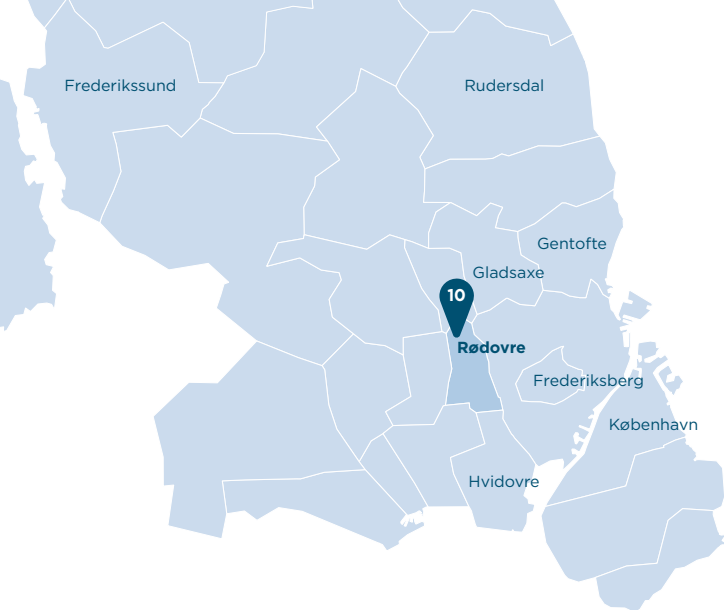 Frederikssund
Rudersdal
Gentofte
Gladsaxe
10
Rødovre
Frederiksberg
København
Hvidovre